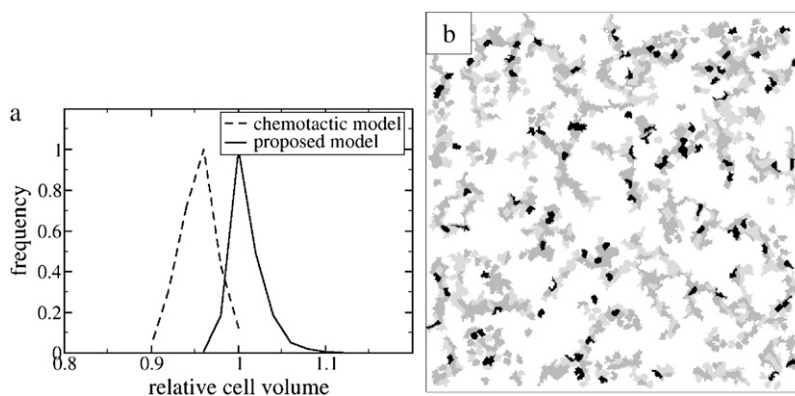 a
chemotactic model
proposed model
frequency
1
0.8
0.6
0.4
0.2
0
0.8
0.9
1
1.1
relative cell volume
b